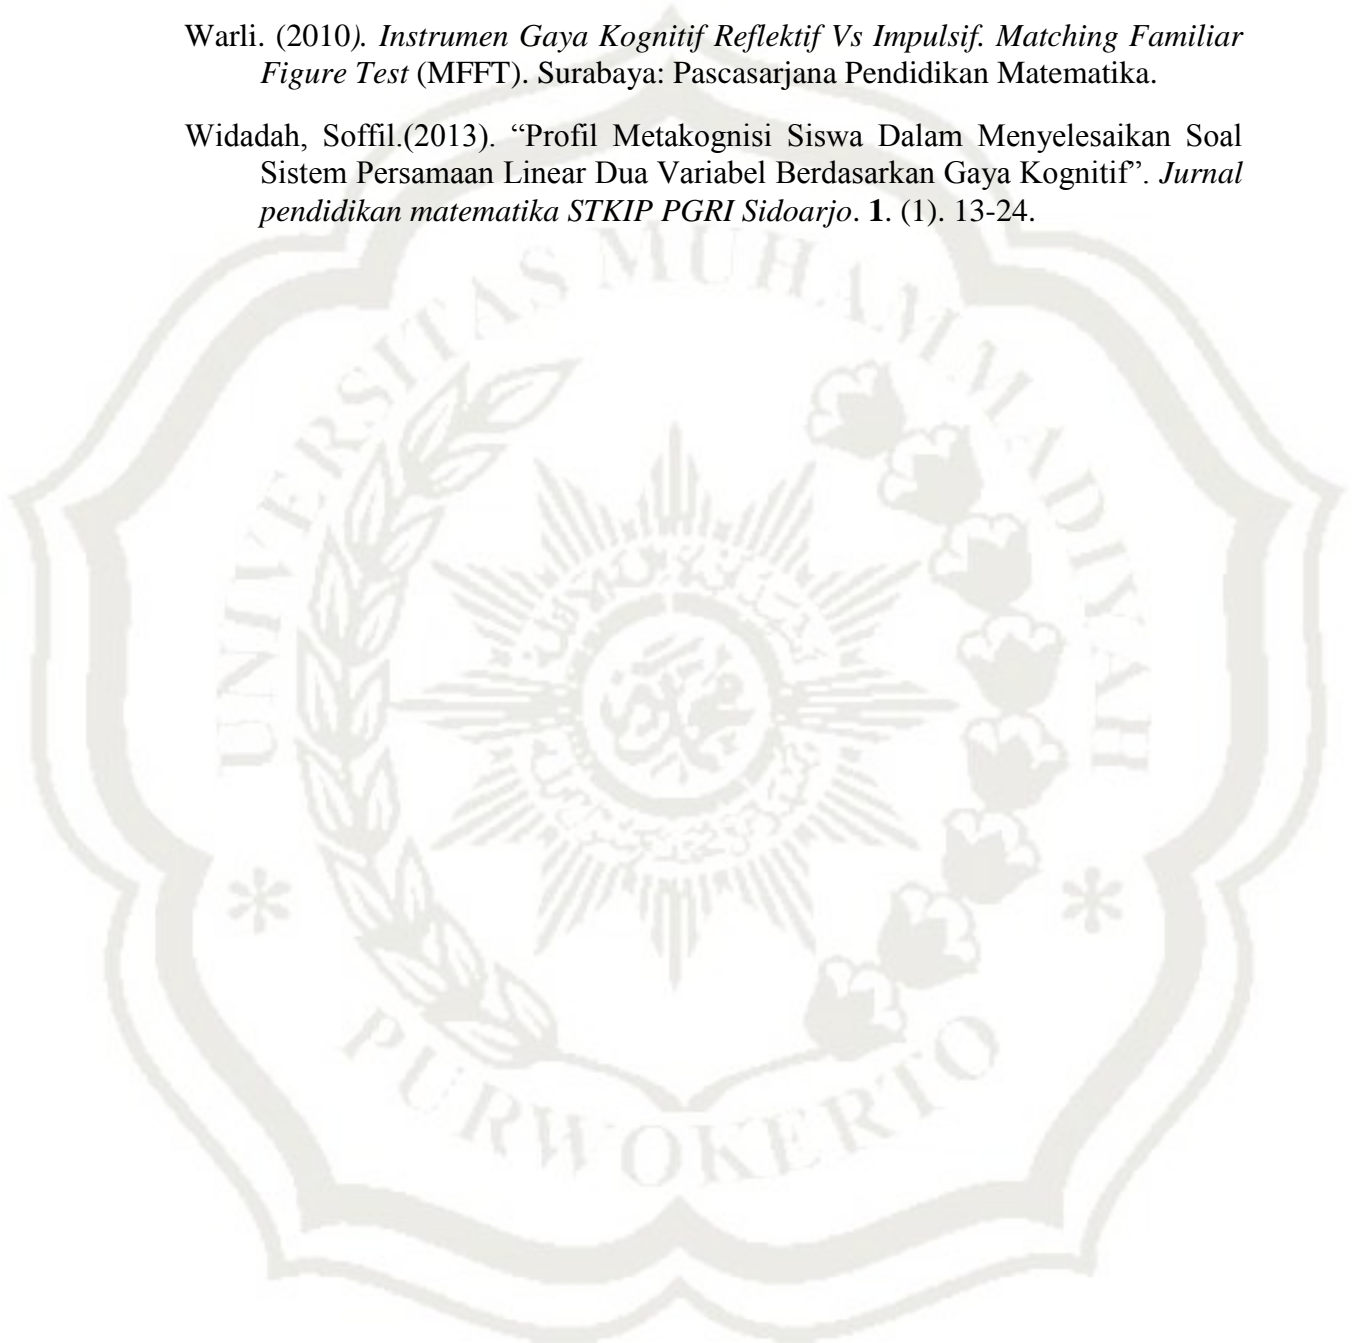 Warli. (2010). Instrumen Gaya Kognitif Reflektif Vs Impulsif. Matching Familiar
Figure Test (MFFT). Surabaya: Pascasarjana Pendidikan Matematika.
Widadah, Soffil.(2013). “Profil Metakognisi Siswa Dalam Menyelesaikan Soal
Sistem Persamaan Linear Dua Variabel Berdasarkan Gaya Kognitif”. Jurnal
pendidikan matematika STKIP PGRI Sidoarjo. 1. (1). 13-24.
UNIVERSITAS MUHAMMADIYAH
PURWOKERTO